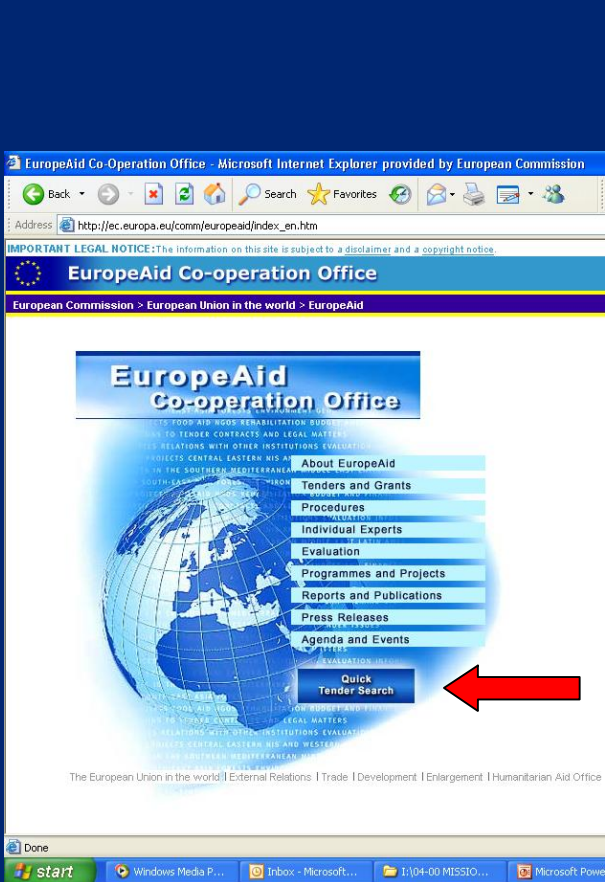 EuropeAid Co-Operation Office - Microsoft Internet Explorer provided by European Commission
Back Search Favorites
Address http://ec.europa.eu/comm/europeaid/index_en.htm
IMPORTANT LEGAL NOTICE: The information on this site is subject to a disclaimer and a copyright notice.
EuropeAid Co-operation Office
European Commission > European Union in the world > EuropeAid
EuropeAid
Co-operation Office
About EuropeAid
Tenders and Grants
Procedures
Individual Experts
Evaluation
Programmes and Projects
Reports and Publications
Press Releases
Agenda and Events
Quick
Tender Search
The European Union in the world | External Relations | Trade | Development | Enlargement | Humanitarian Aid Office
Done
start Windows Media P... Inbox - Microsoft... I:\04-00 MISSIO... Microsoft Powe